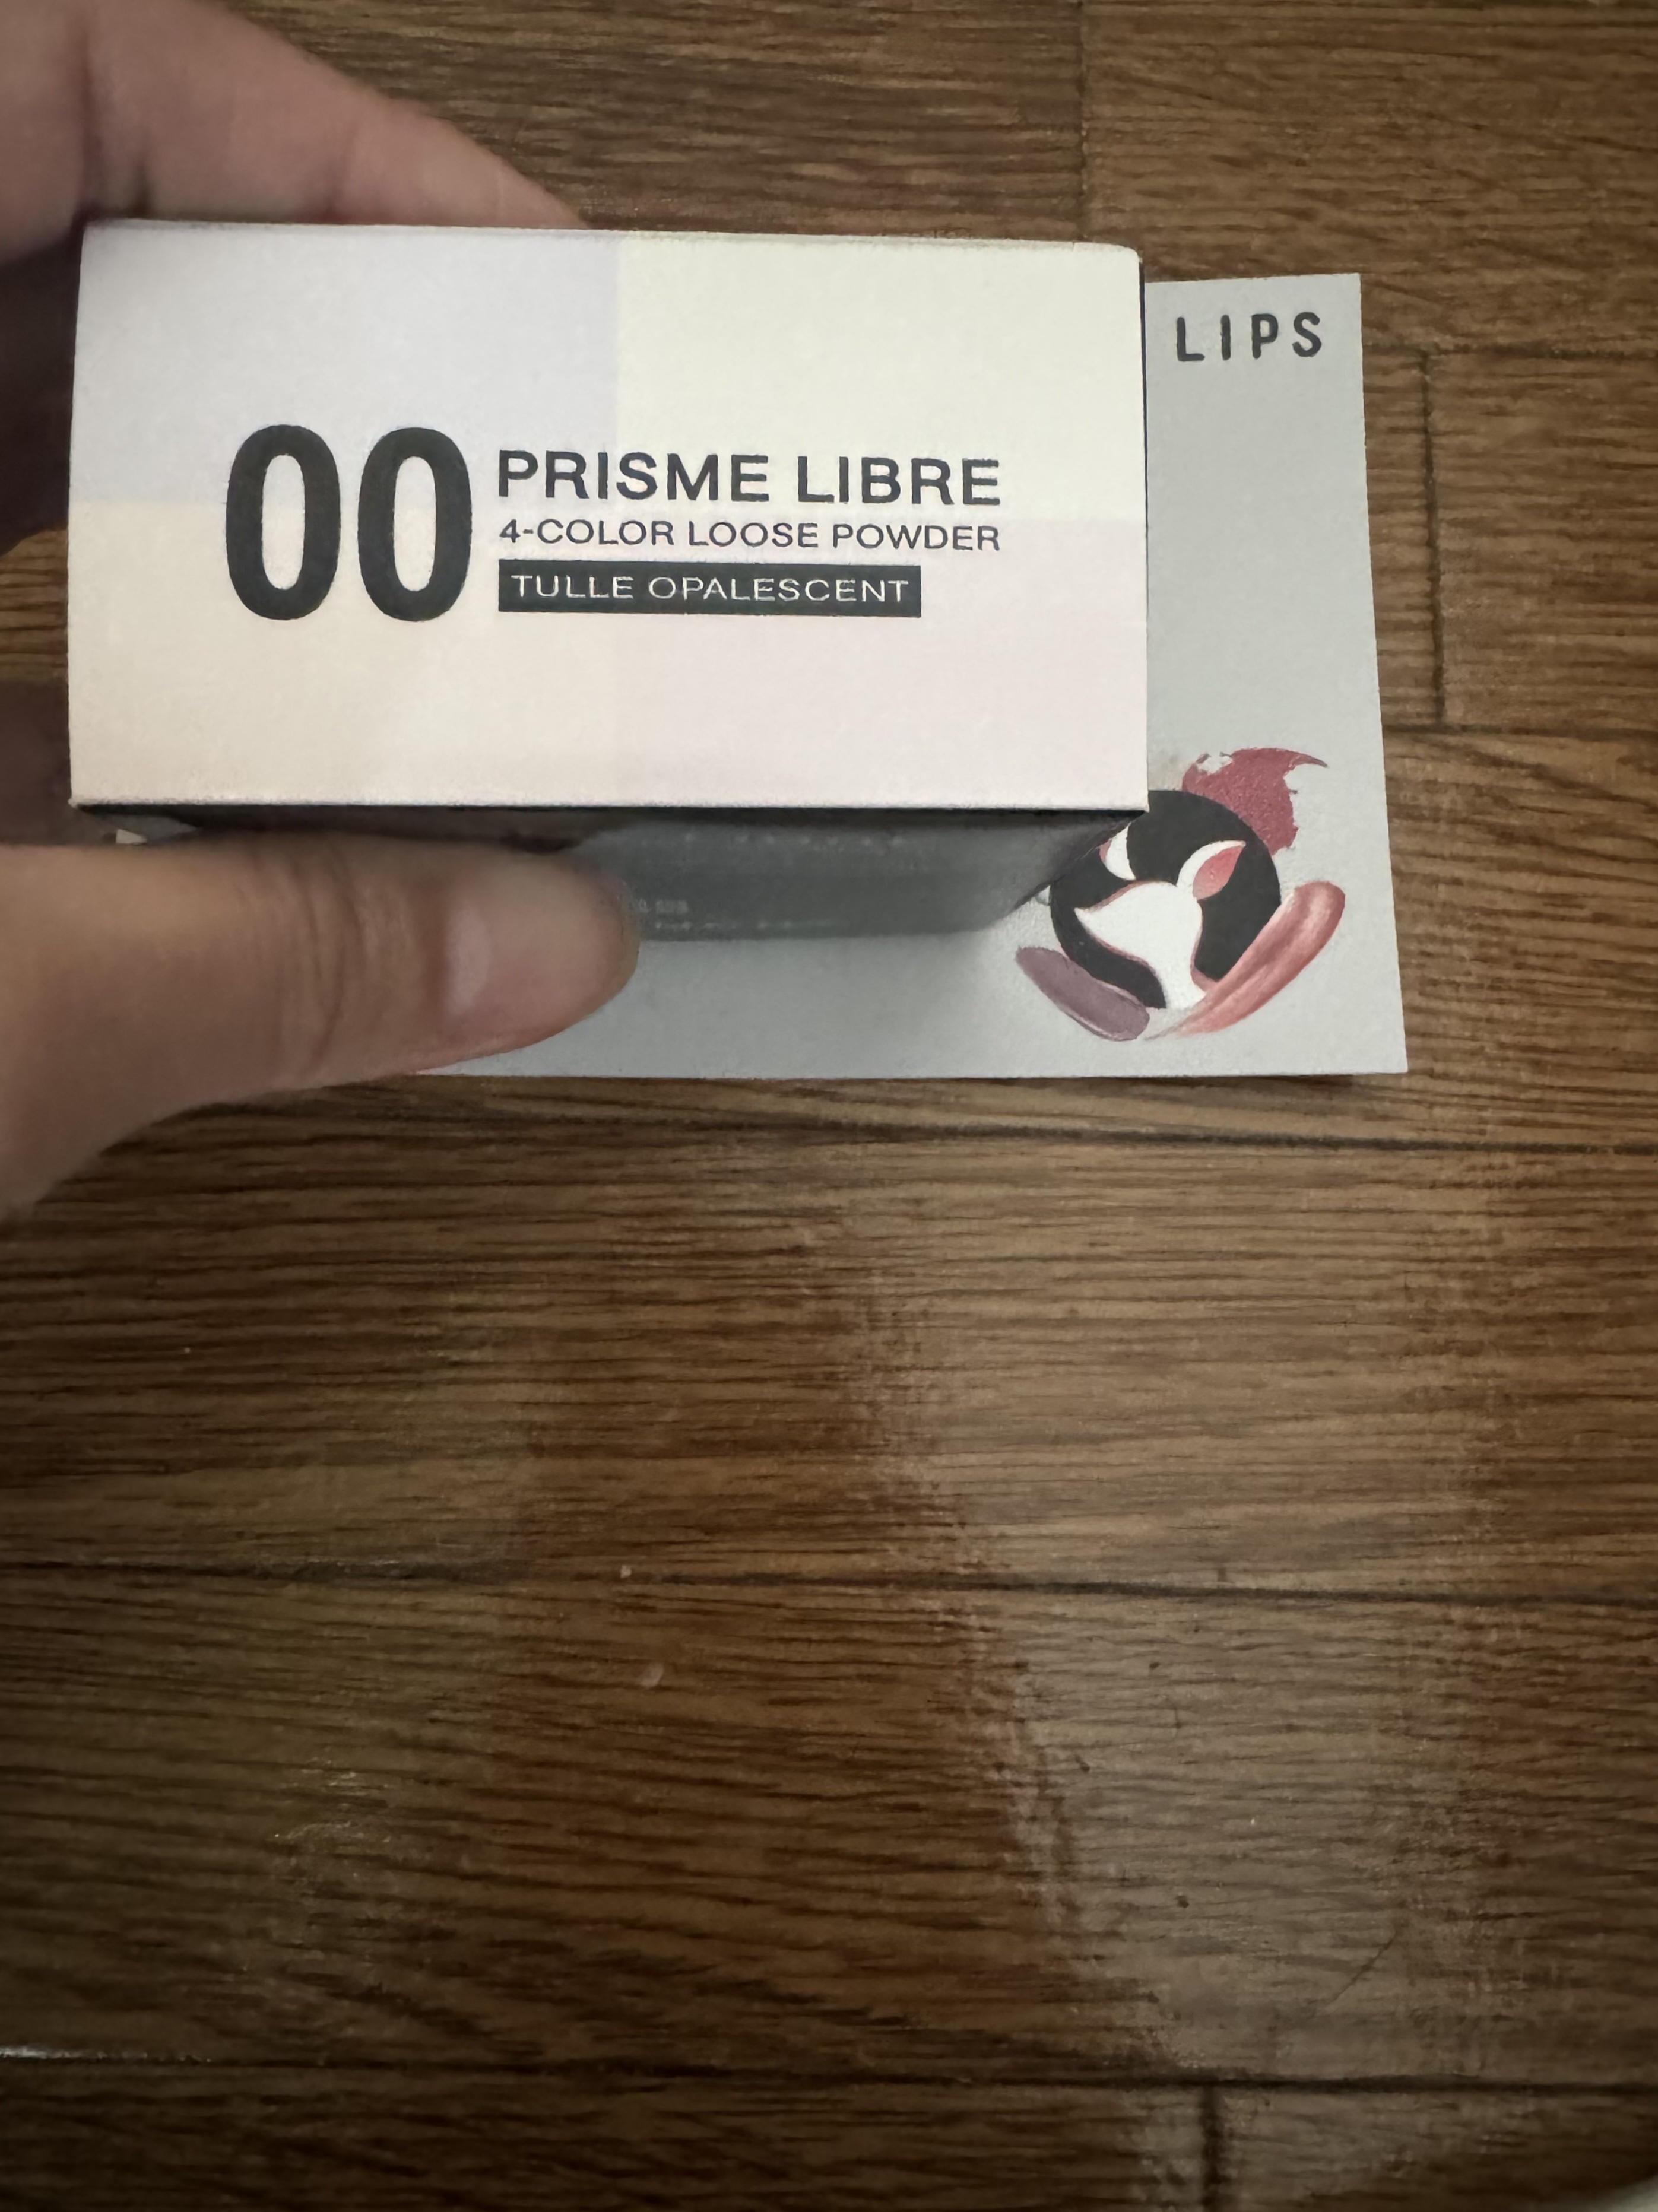 LIPS
00
PRISME LIBRE
4-COLOR LOOSE POWDER
TULLE OPALESCENT